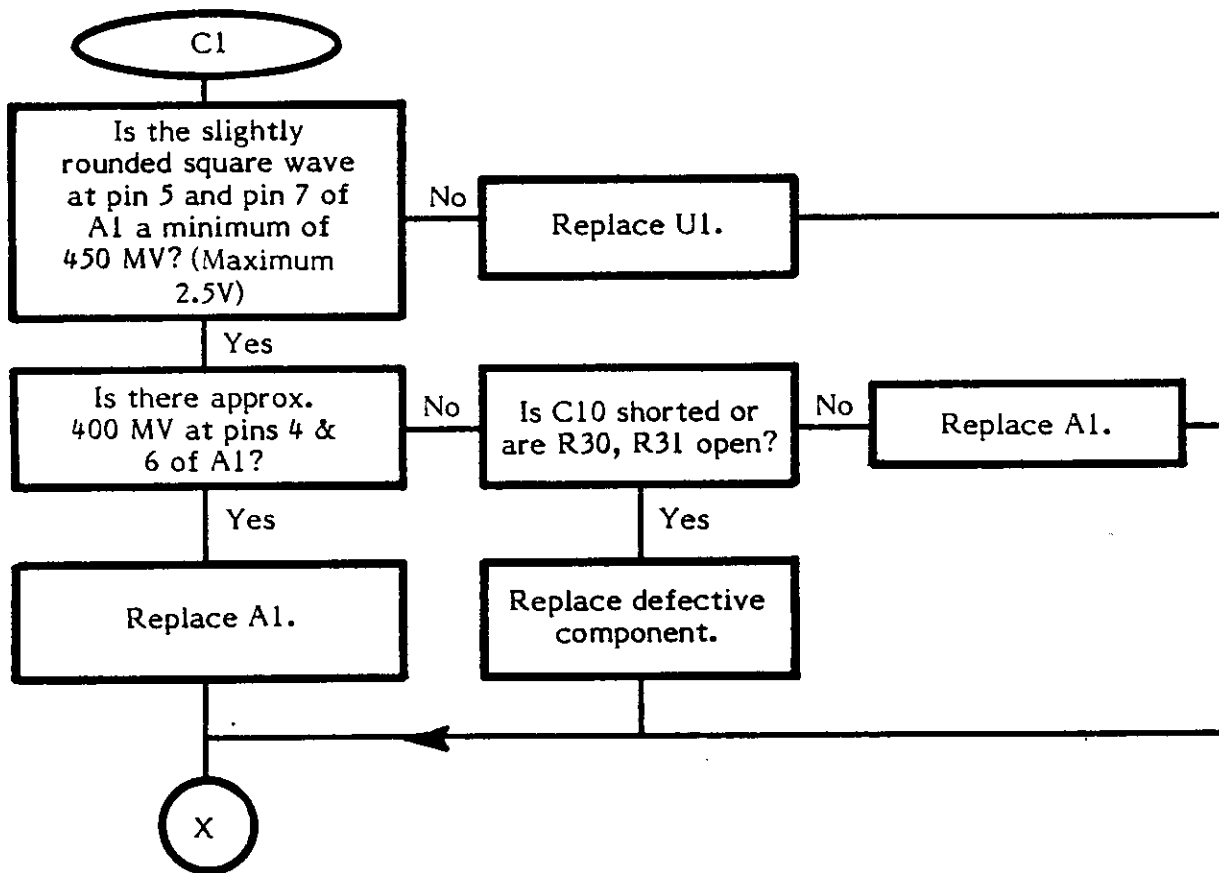 C1
Is the slightly
rounded square wave
at pin 5 and pin 7 of
A1 a minimum of
450 MV? (Maximum
2.5V)
No
Replace U1.
Yes
Is there approx.
400 MV at pins 4 &
6 of A1?
No
Is C10 shorted or
are R30, R31 open?
No
Replace A1.
Yes
Yes
Replace A1.
Replace defective
component.
X